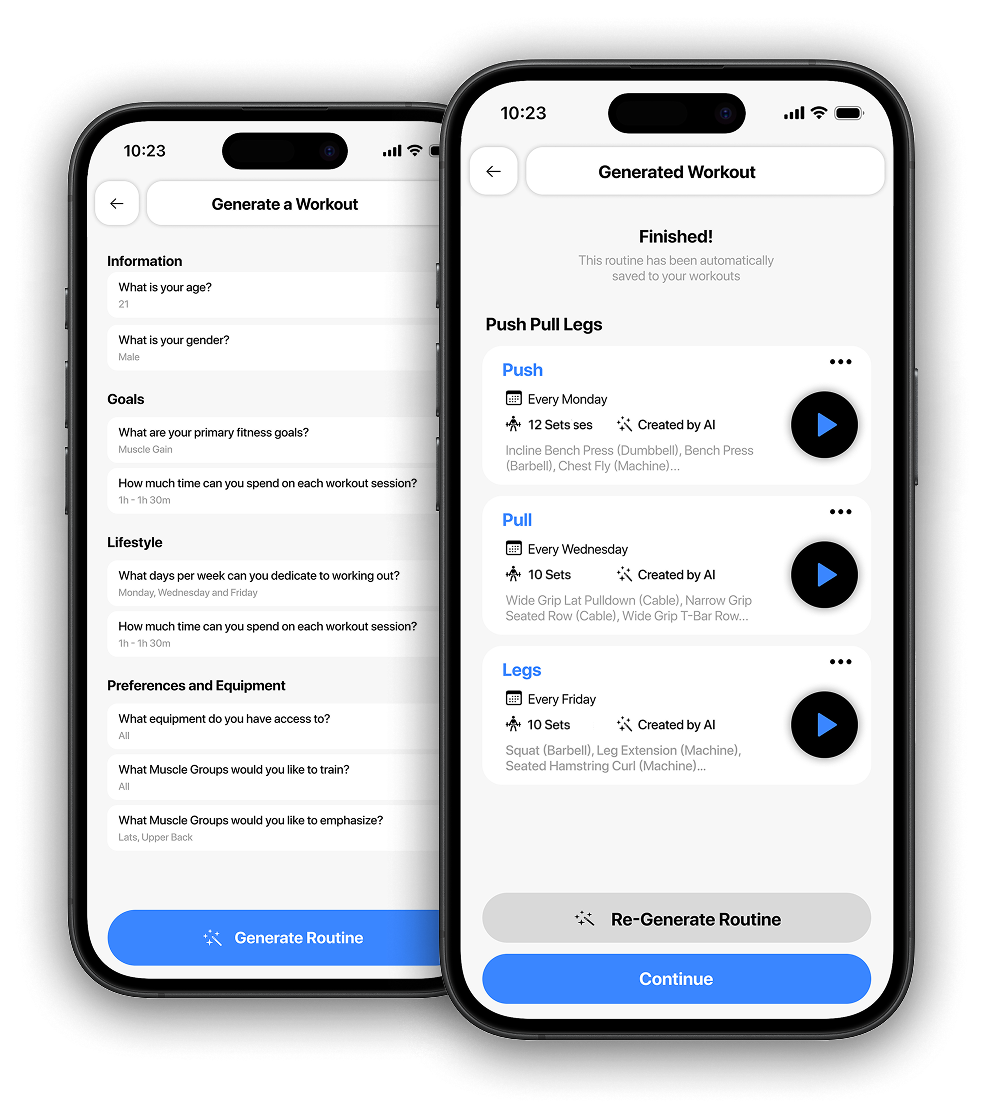 10:23
Generate a Workout
Information
What is your age?
21
What is your gender?
Male
Goals
What are your primary fitness goals?
Muscle Gain
How much time can you spend on each workout session?
1h - 1h 30m
Lifestyle
What days per week can you dedicate to working out?
Monday, Wednesday and Friday
How much time can you spend on each workout session?
1h - 1h 30m
Preferences and Equipment
What equipment do you have access to?
All
What Muscle Groups would you like to train?
All
What Muscle Groups would you like to emphasize?
Lats, Upper Back
Generate Routine
10:23
Generated Workout
Finished!
This routine has been automatically
saved to your workouts
Push Pull Legs
Push
Every Monday
12 Sets ses Created by AI
Incline Bench Press (Dumbbell), Bench Press
(Barbell), Chest Fly (Machine)...
Pull
Every Wednesday
10 Sets Created by AI
Wide Grip Lat Pulldown (Cable), Narrow Grip
Seated Row (Cable), Wide Grip T-Bar Row...
Legs
Every Friday
10 Sets Created by AI
Squat (Barbell), Leg Extension (Machine),
Seated Hamstring Curl (Machine)...
Re-Generate Routine
Continue